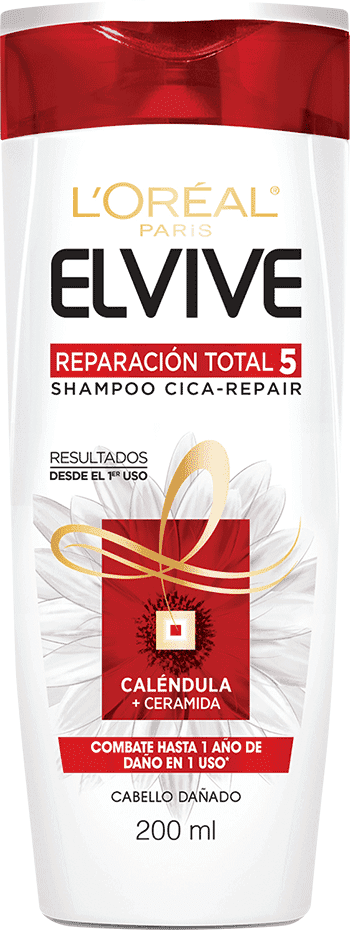 L'ORÉAL®
PARIS
ELVIVE
REPARACIÓN TOTAL 5
SHAMPOO CICA-REPAIR
RESULTADOS
DESDE EL 1ER USO
CALÉNDULA
+ CERAMIDA
COMBATE HASTA 1 AÑO DE
DAÑO EN 1 USO*
CABELLO DAÑADO
200 ml